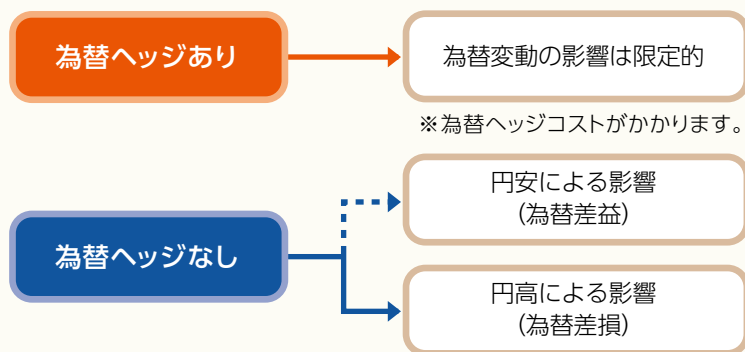 為替ヘッジあり
為替変動の影響は限定的
※為替ヘッジコストがかかります。
為替ヘッジなし
円安による影響
(為替差益)
円高による影響
(為替差損)